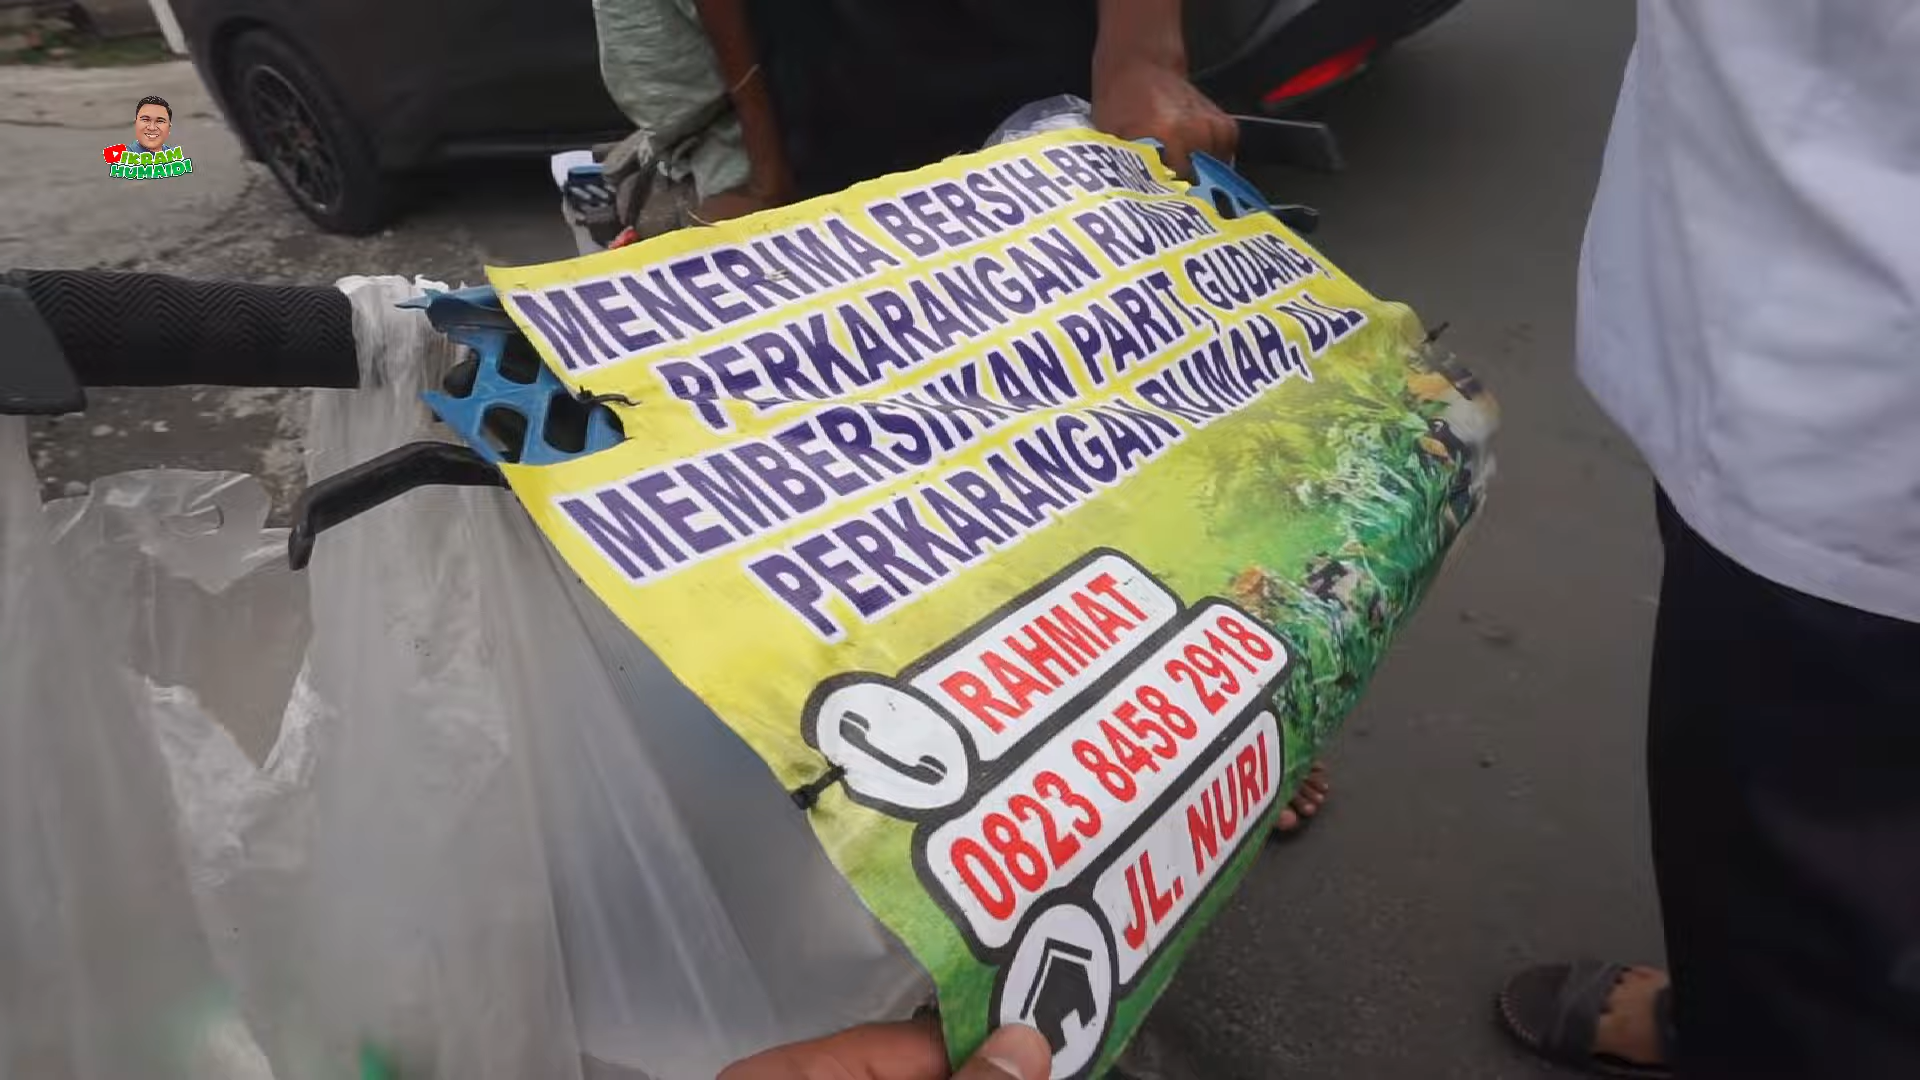 IKRAM
HUMAIDI
MENERIMA BERSIH-BERSIH
PERKARANGAN RUMAH
MEMBERSIHKAN PARIT, GUDANG,
PERKARANGAN RUMAH, DLL
RAHMAT
0823 8458 2918
JL. NURI